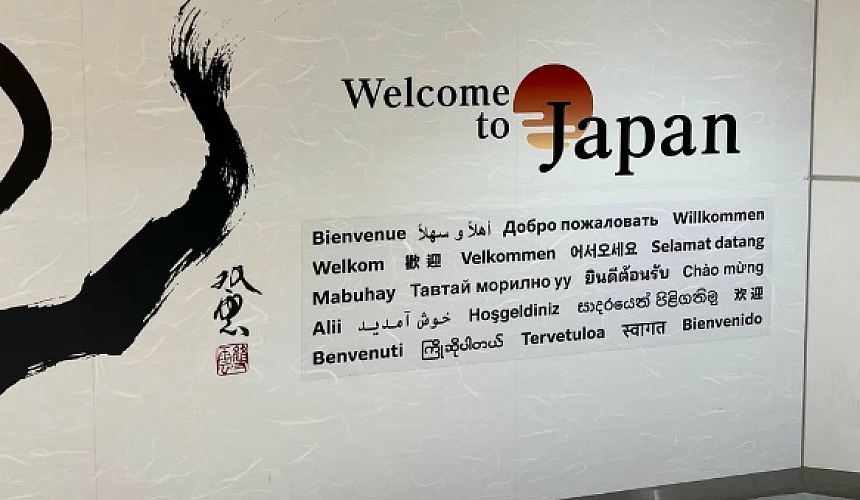 Welcome
to Japan
Bienvenue أهلاً و سهلاً Добро пожаловать Willkommen
Welkom 歡迎 Velkommen 어서오세요 Selamat datang
Mabuhay Тавтай морилно уу ยินดีต้อนรับ Chào mừng
Alii خوش آمدید Hoşgeldiniz සාදරයෙන් පිළිගනිමු 欢迎
Benvenuti ကြိုဆိုပါတယ် Tervetuloa स्वागत Bienvenido